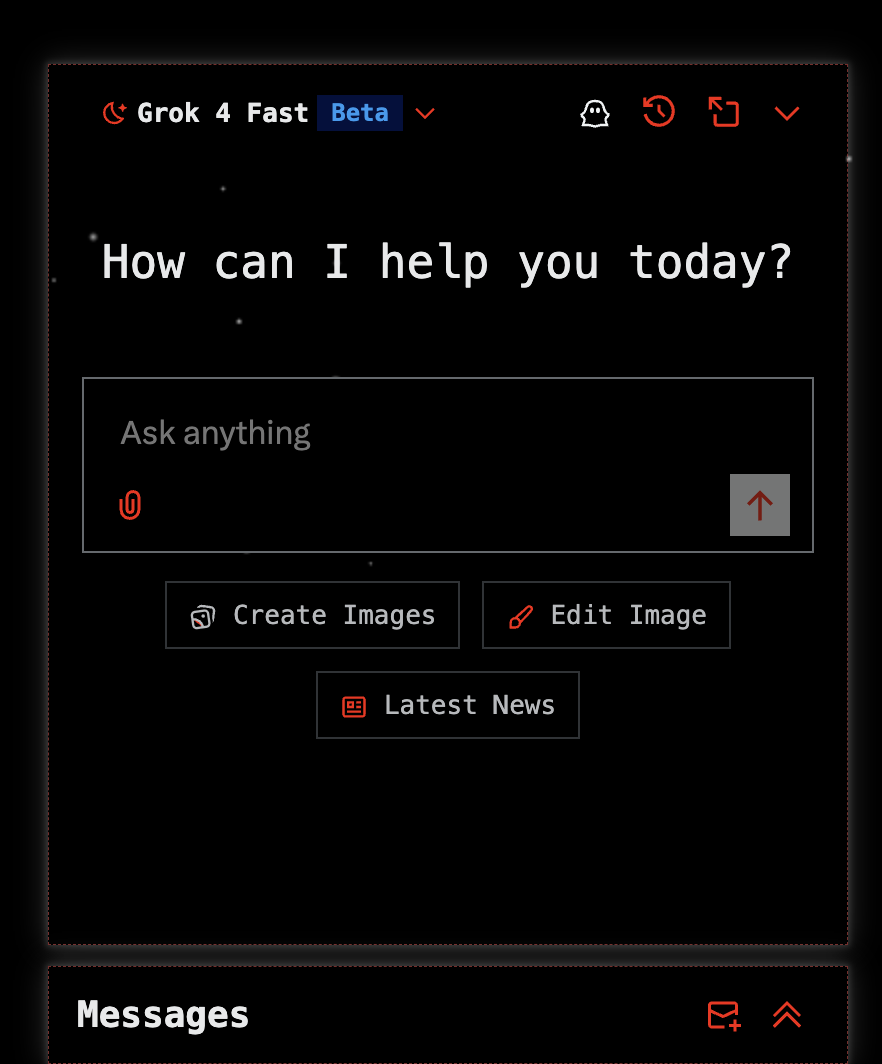 Grok 4 Fast Beta
How can I help you today?
Ask anything
Create Images Edit Image
Latest News
Messages